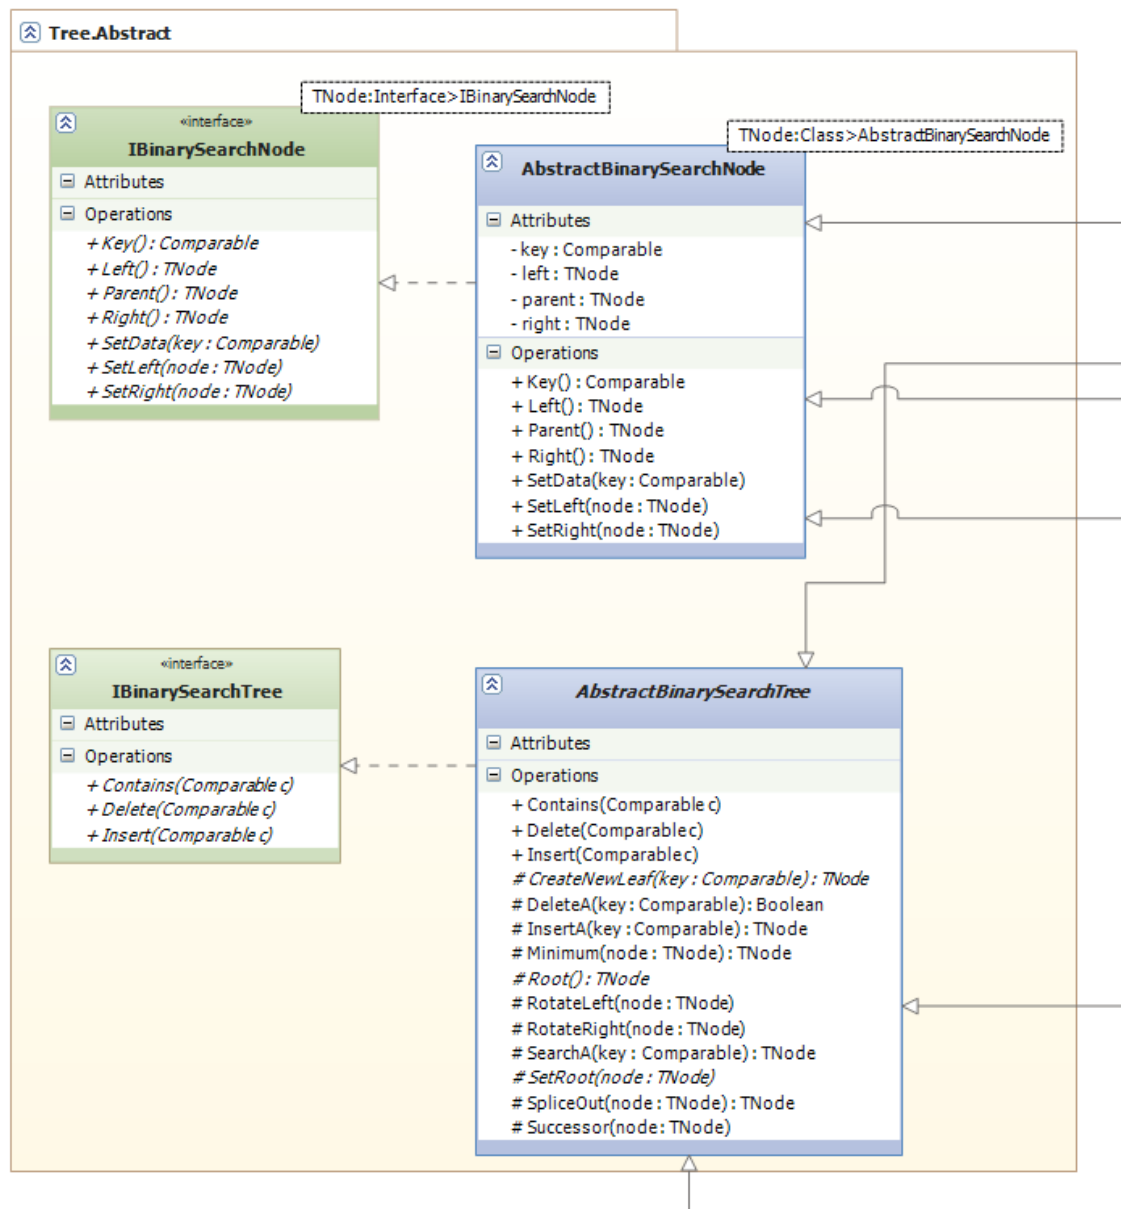 Tree.Abstract
TNode:Interface>IBinarySearchNode
«interface»
IBinarySearchNode
Attributes
Operations
+ Key() : Comparable
+ Left() : TNode
+ Parent() : TNode
+ Right() : TNode
+ SetData(key : Comparable)
+ SetLeft(node : TNode)
+ SetRight(node : TNode)
TNode:Class>AbstractBinarySearchNode
AbstractBinarySearchNode
Attributes
- key : Comparable
- left : TNode
- parent : TNode
- right : TNode
Operations
+ Key() : Comparable
+ Left() : TNode
+ Parent() : TNode
+ Right() : TNode
+ SetData(key : Comparable)
+ SetLeft(node : TNode)
+ SetRight(node : TNode)
«interface»
IBinarySearchTree
Attributes
Operations
+ Contains(Comparable c)
+ Delete(Comparable c)
+ Insert(Comparable c)
AbstractBinarySearchTree
Attributes
Operations
+ Contains(Comparable c)
+ Delete(Comparable c)
+ Insert(Comparable c)
# CreateNewLeaf(key : Comparable) : TNode
# DeleteA(key : Comparable) : Boolean
# InsertA(key : Comparable) : TNode
# Minimum(node : TNode) : TNode
# Root() : TNode
# RotateLeft(node : TNode)
# RotateRight(node : TNode)
# SearchA(key : Comparable) : TNode
# SetRoot(node : TNode)
# SpliceOut(node : TNode) : TNode
# Successor(node : TNode)